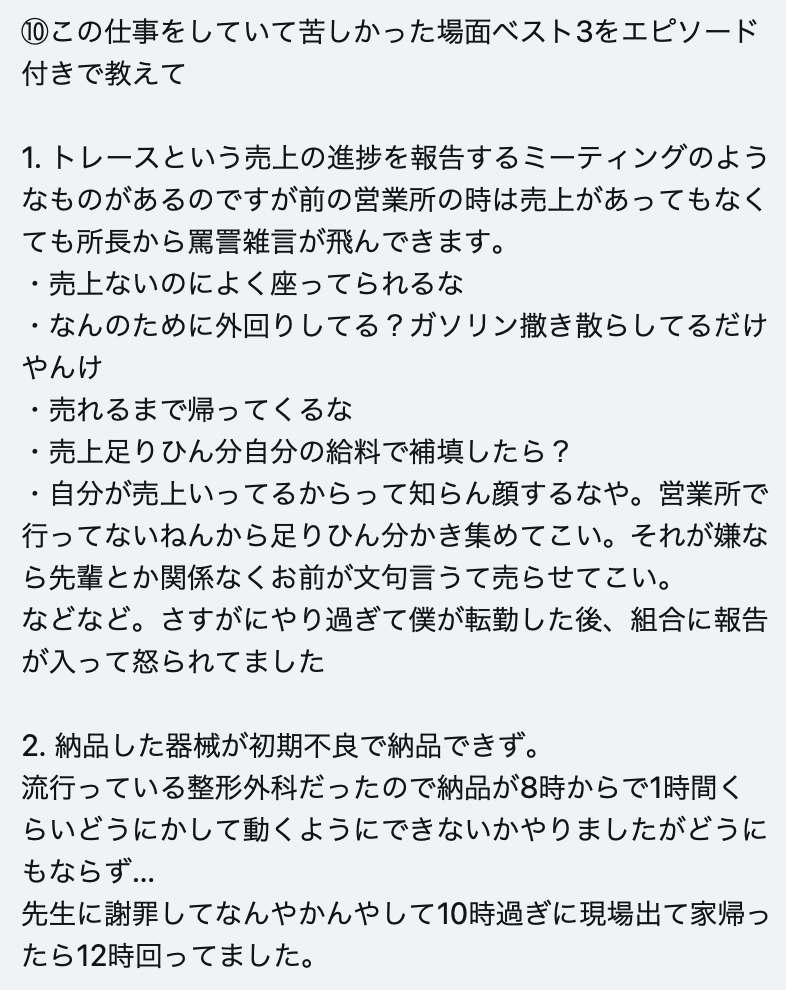 ⑩この仕事をしていて苦しかった場面ベスト3をエピソード
付きで教えて
1. トレースという売上の進捗を報告するミーティングのよう
なものがあるのですが前の営業所の時は売上があってもなく
ても所長から罵詈雑言が飛んできます。
・売上ないのによく座ってられるな
・なんのために外回りしてる？ガソリン撒き散らしてるだけ
やんけ
・売れるまで帰ってくるな
・売上足りひん分自分の給料で補填したら？
・自分が売上いってるからって知らん顔するなや。営業所で
行ってないねんから足りひん分かき集めてこい。それが嫌な
ら先輩とか関係なくお前が文句言うて売らせてこい。
などなど。さすがにやり過ぎて僕が転勤した後、組合に報告
が入って怒られてました
2. 納品した器械が初期不良で納品できず。
流行っている整形外科だったので納品が8時からで1時間く
らいどうにかして動くようにできないかやりましたがどうに
もならず...
先生に謝罪してなんやかんやして10時過ぎに現場出て家帰っ
たら12時回ってました。